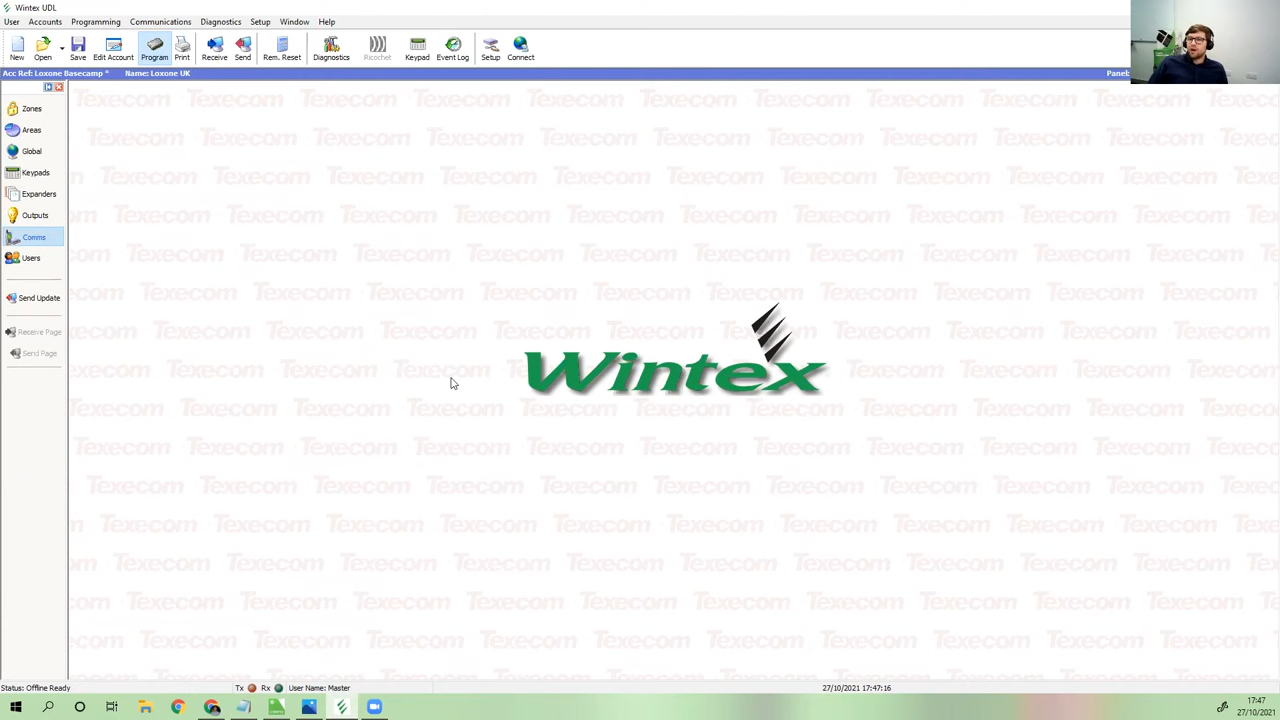 Wintex UDL
User Accounts Programming Communications Diagnostics Setup Window Help
New Open Save Edit Account Program Print Receive Send Rem. Reset Diagnostics Ricochet Keypad Event Log Setup Connect
Acc Ref: Loxone Basecamp * Name: Loxone UK Panel:
Zones
Areas
Global
Keypads
Expanders
Outputs
Comms
Users
Send Update
Receive Page
Send Page
Texecom
Wintex
Status: Offline Ready Tx Rx User Name: Master 27/10/2021 17:47:16
17:47
27/10/2021